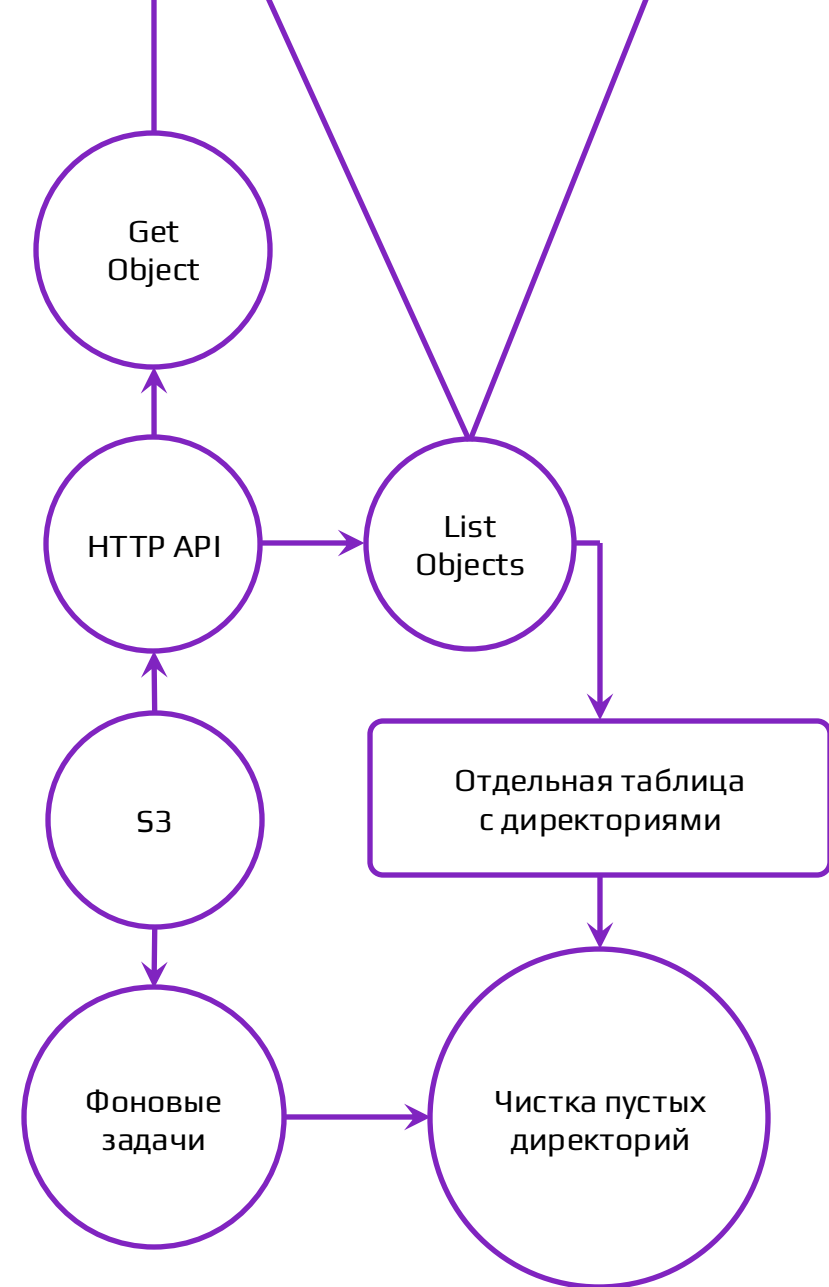 Get
Object
HTTP API
List
Objects
S3
Отдельная таблица
с директориями
Фоновые
задачи
Чистка пустых
директорий